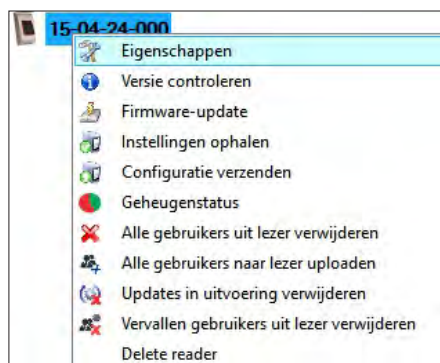 15-04-24-000
Eigenschappen
Versie controleren
Firmware-update
Instellingen ophalen
Configuratie verzenden
Geheugenstatus
Alle gebruikers uit lezer verwijderen
Alle gebruikers naar lezer uploaden
Updates in uitvoering verwijderen
Vervallen gebruikers uit lezer verwijderen
Delete reader